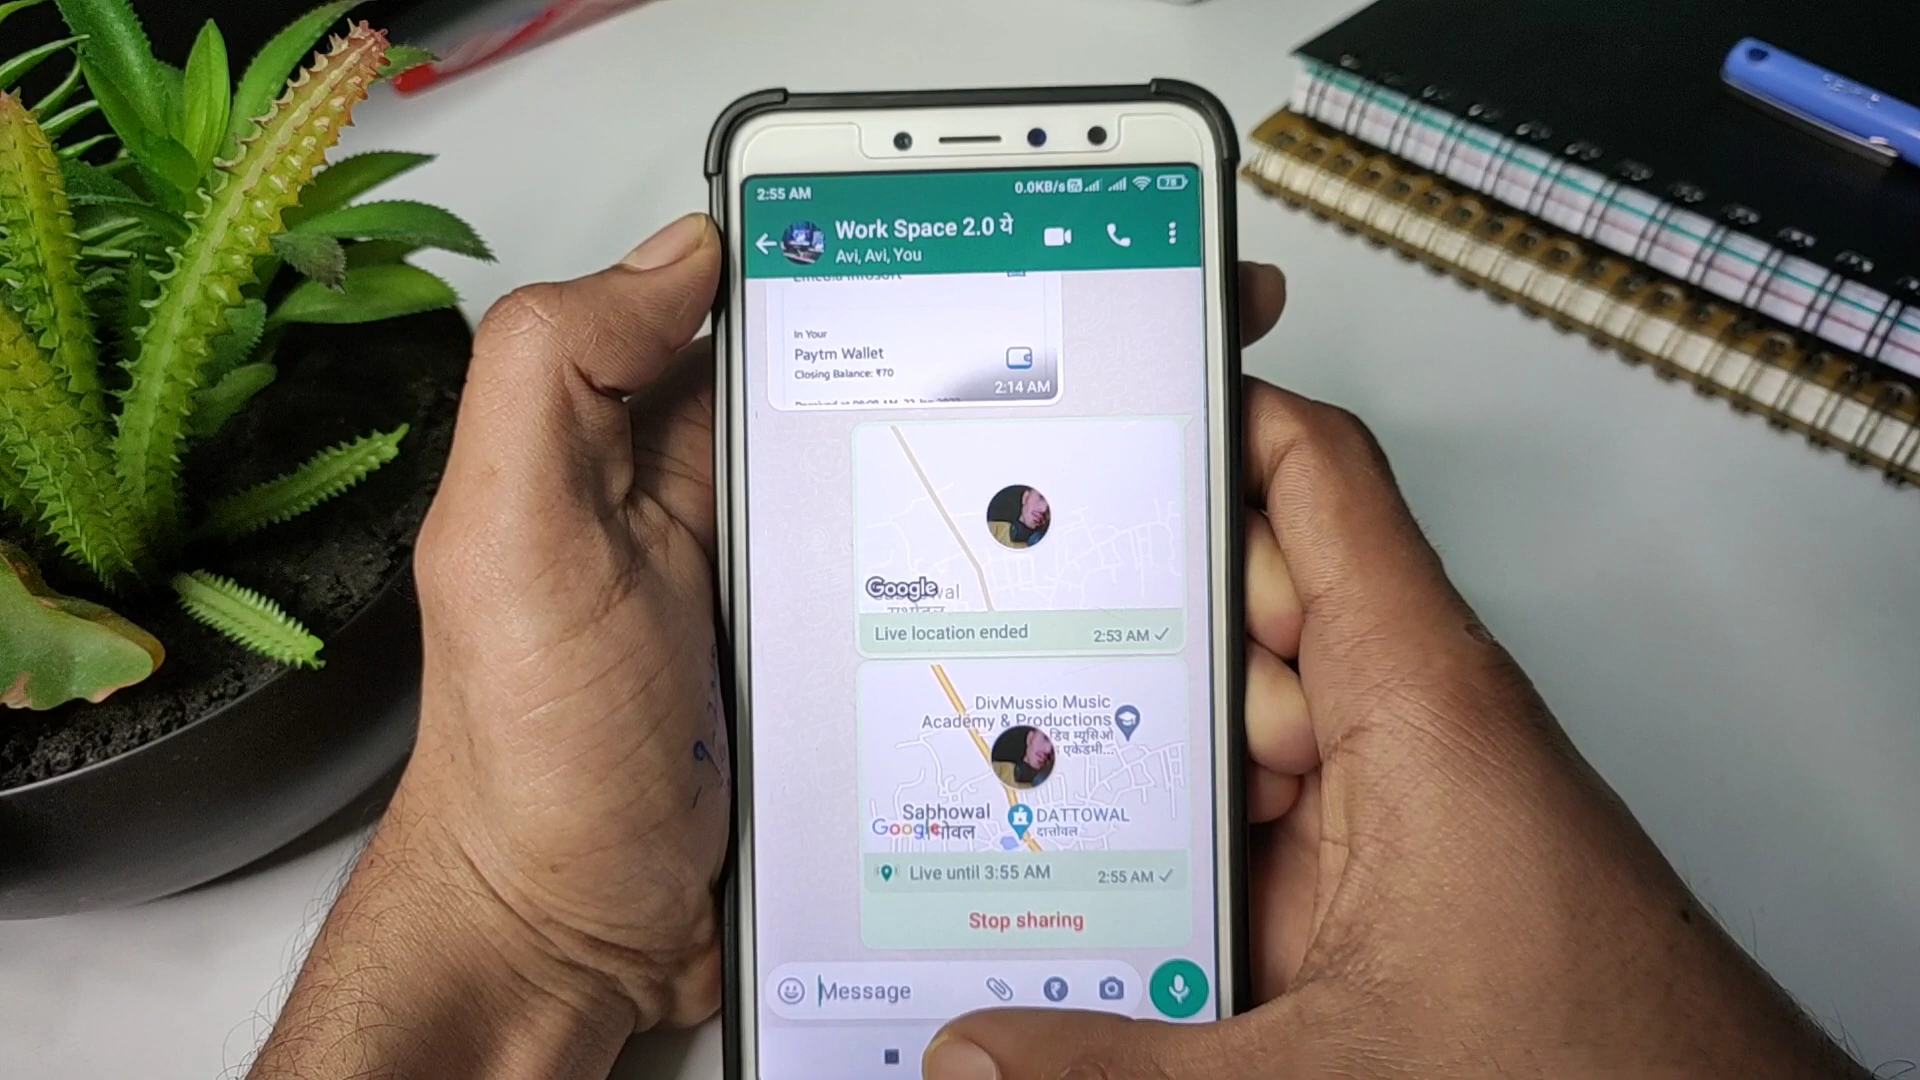 2:55 AM
0.0KB/s
78
Work Space 2.0 ये
Avi, Avi, You
In Your
Paytm Wallet
Closing Balance: ₹70
2:14 AM
Google
Live location ended
2:53 AM
DivMussio Music
Academy & Productions
डिव म्यूसिओ
एकेडमी...
Sabhowal
DATTOWAL
Google
दात्तोवल
Live until 3:55 AM
2:55 AM
Stop sharing
Message